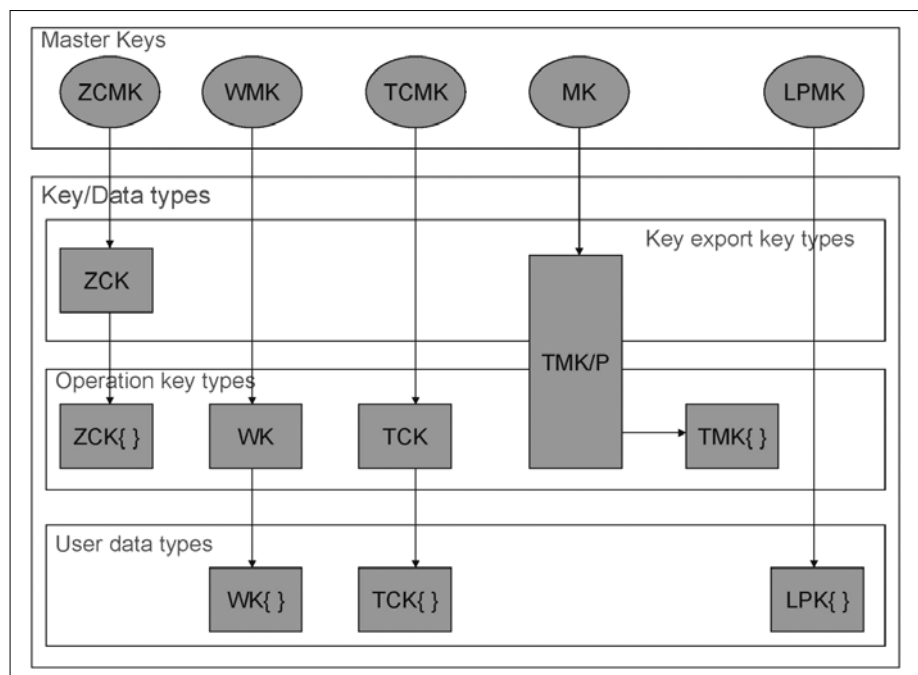 Master Keys
ZCMK WMK TCMK MK LPMK
Key/Data types
Key export key types
ZCK
TMK/P
Operation key types
ZCK{ } WK TCK TMK{ }
User data types
WK{ } TCK{ } LPK{ }